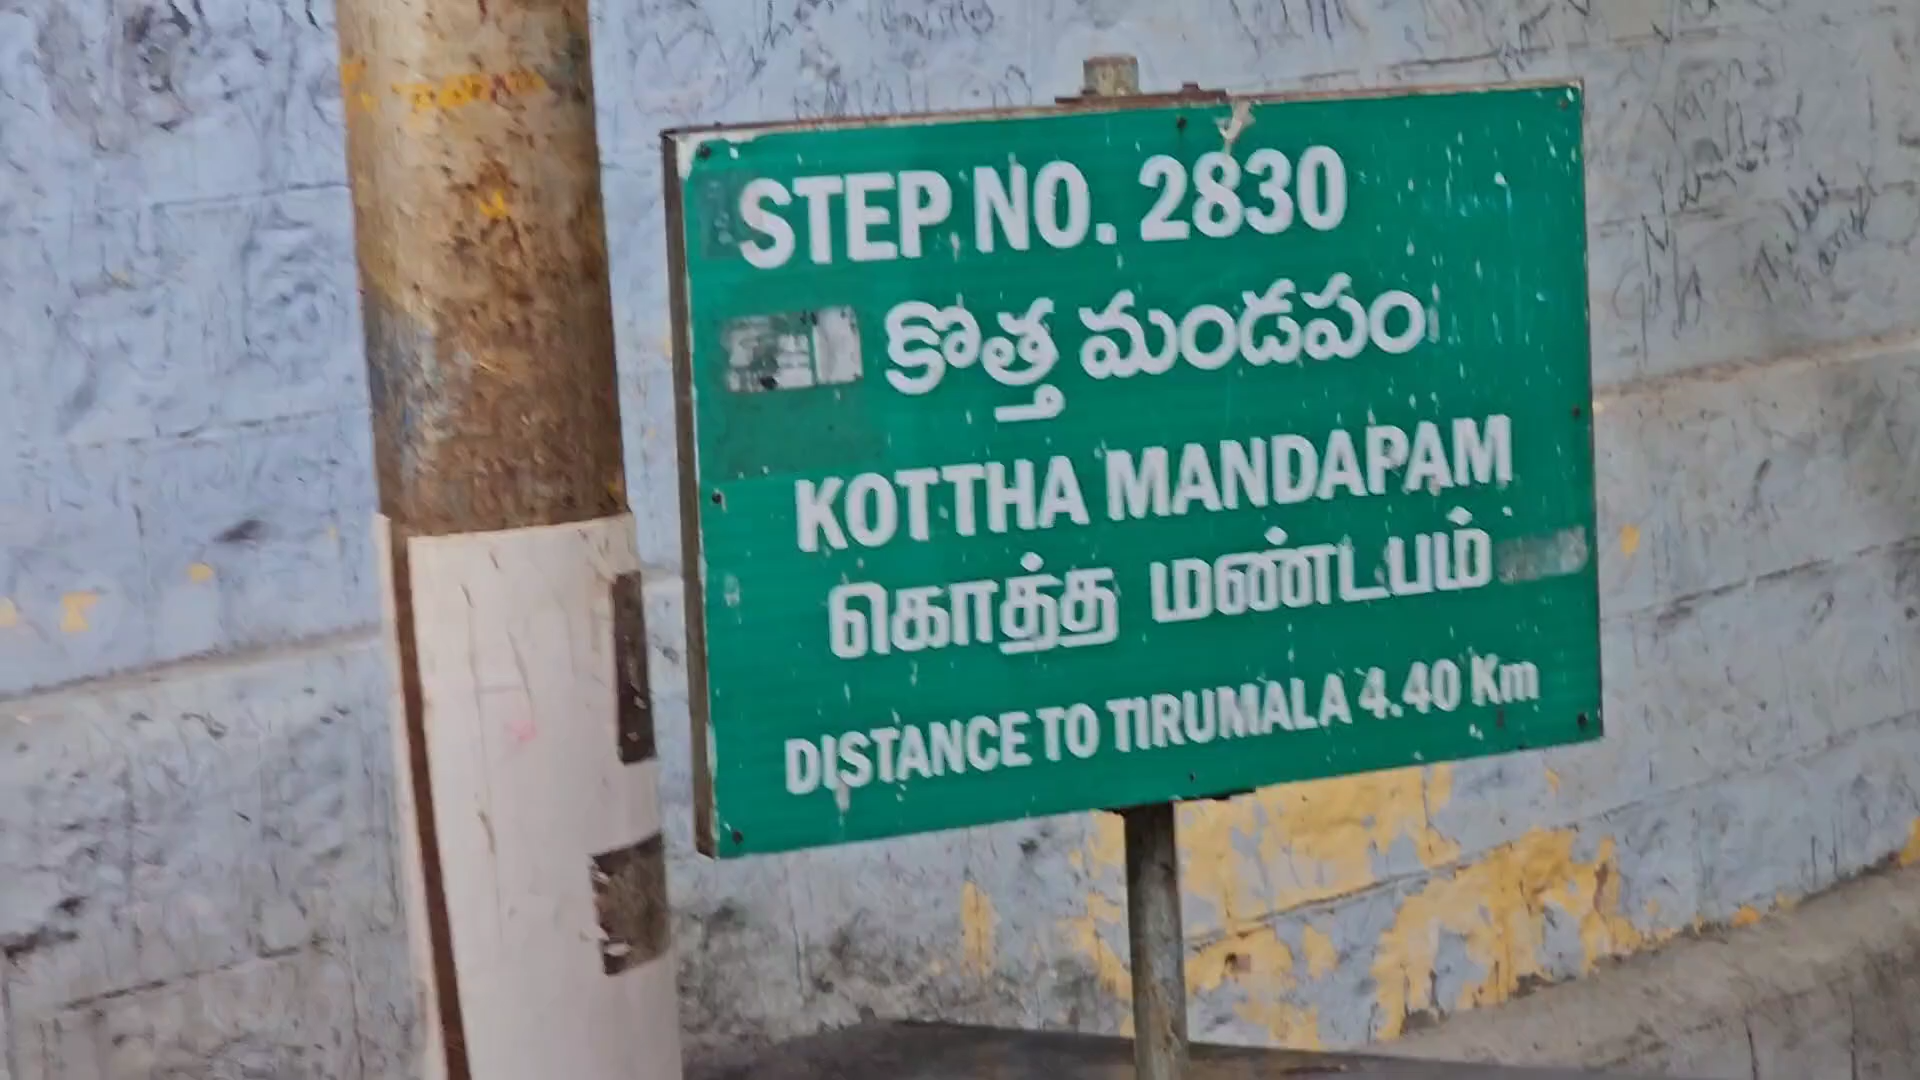 STEP NO. 2830
కొత్త మండపం
KOTTHA MANDAPAM
கொத்த மண்டபம்
DISTANCE TO TIRUMALA 4.40 Km